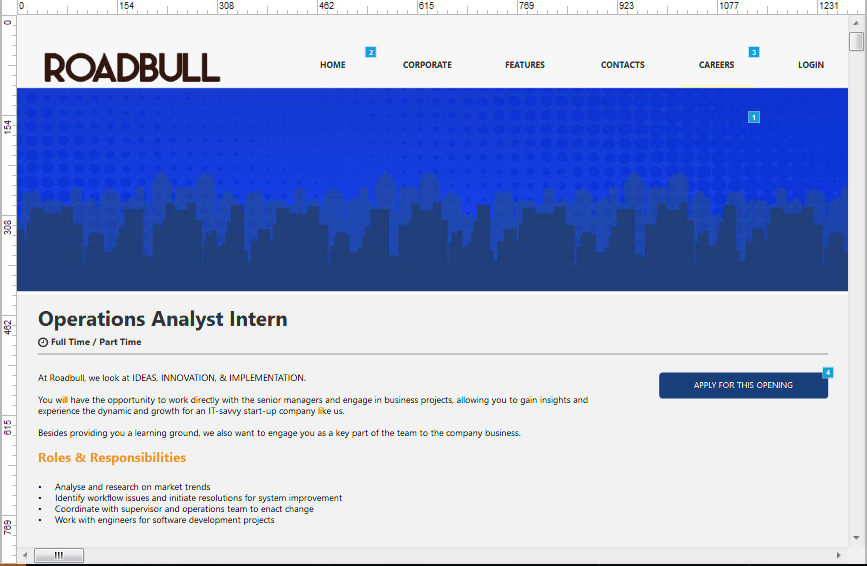 0 154 308 462 615 769 923 1077 1231
0
154
308
462
615
769
2
3
ROADBULL
HOME CORPORATE FEATURES CONTACTS CAREERS LOGIN
1
Operations Analyst Intern
Full Time / Part Time
At Roadbull, we look at IDEAS, INNOVATION, & IMPLEMENTATION.
4
APPLY FOR THIS OPENING
You will have the opportunity to work directly with the senior managers and engage in business projects, allowing you to gain insights and
experience the dynamic and growth for an IT-savvy start-up company like us.
Besides providing you a learning ground, we also want to engage you as a key part of the team to the company business.
Roles & Responsibilities
• Analyse and research on market trends
• Identify workflow issues and initiate resolutions for system improvement
• Coordinate with supervisor and operations team to enact change
• Work with engineers for software development projects